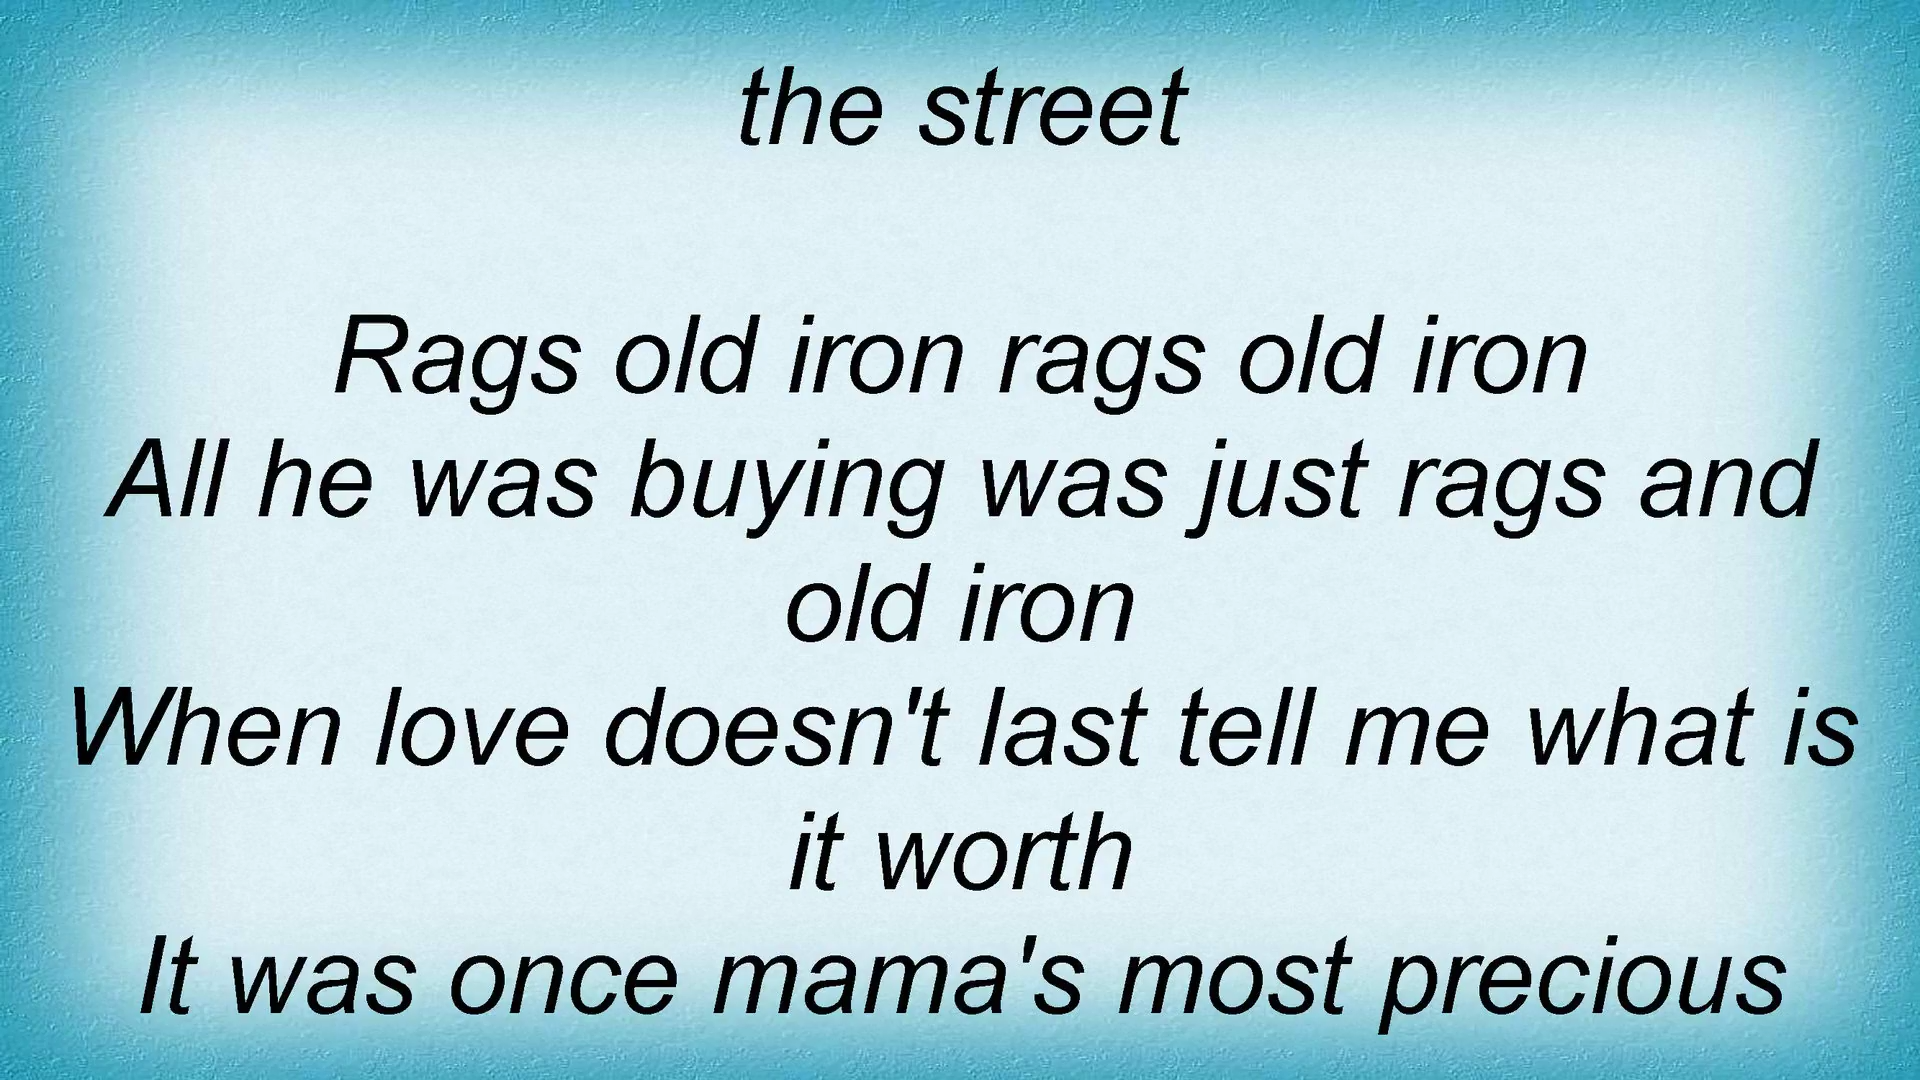 the street
Rags old iron rags old iron
All he was buying was just rags and
old iron
When love doesn't last tell me what is
it worth
It was once mama's most precious